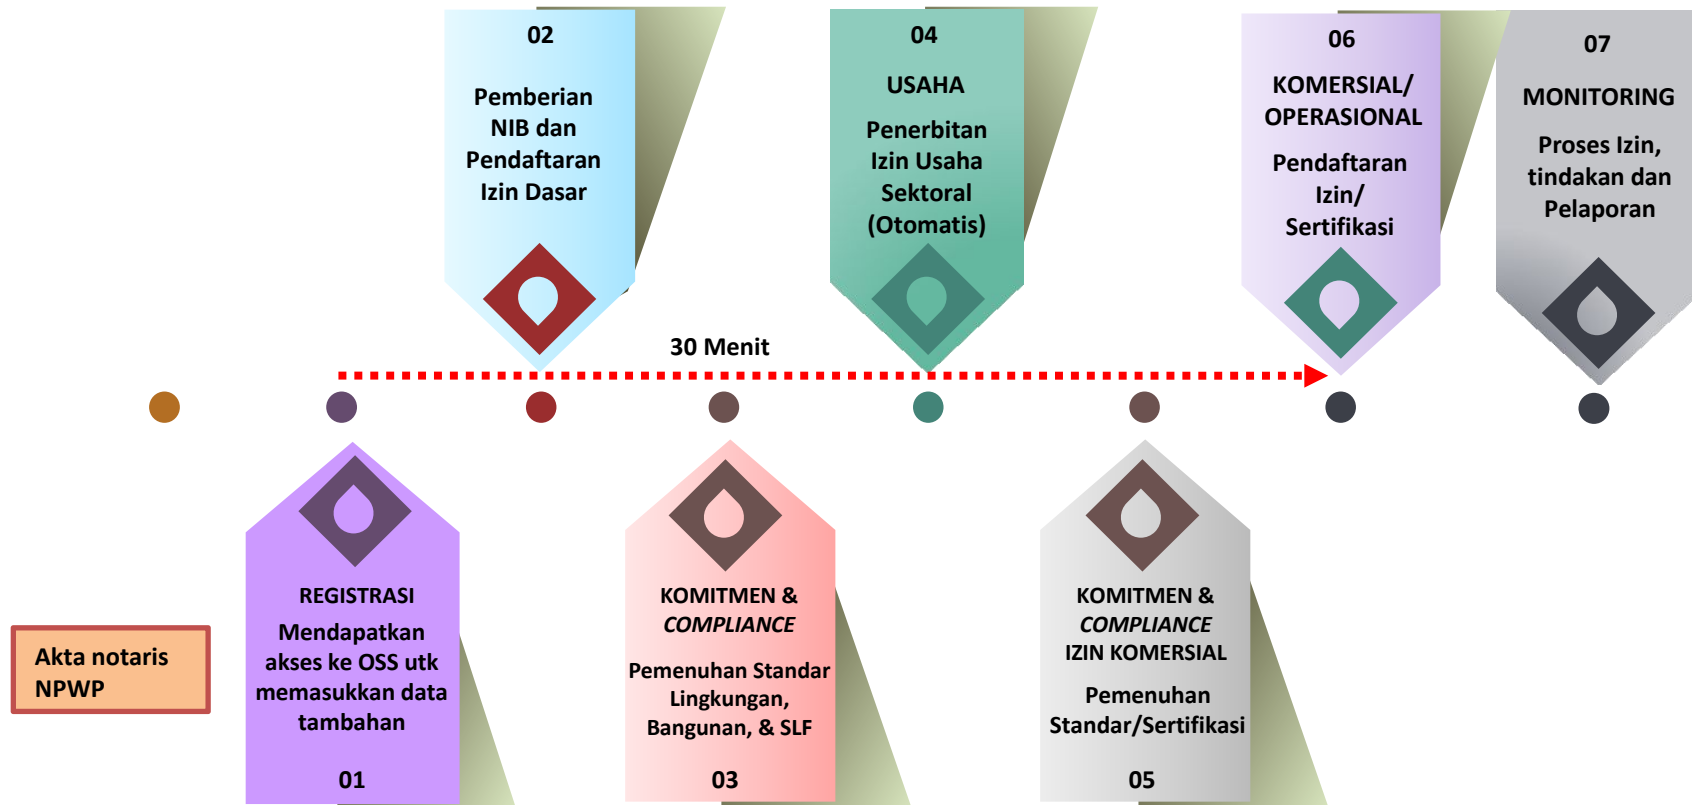 02
Pemberian
NIB dan
Pendaftaran
Izin Dasar
04
USAHA
Penerbitan
Izin Usaha
Sektoral
(Otomatis)
06
KOMERSIAL/
OPERASIONAL
Pendaftaran
Izin/
Sertifikasi
07
MONITORING
Proses Izin,
tindakan dan
Pelaporan
30 Menit
Akta notaris
NPWP
REGISTRASI
Mendapatkan
akses ke OSS utk
memasukkan data
tambahan
01
KOMITMEN &
COMPLIANCE
Pemenuhan Standar
Lingkungan,
Bangunan, & SLF
03
KOMITMEN &
COMPLIANCE
IZIN KOMERSIAL
Pemenuhan
Standar/Sertifikasi
05